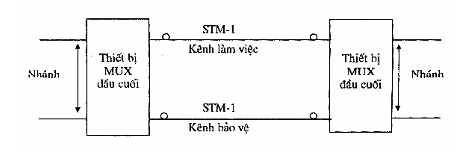 STM-1
Kênh làm việc
Nhánh
Thiết bị
MUX
đầu cuối
Thiết bị
MUX
đầu cuối
Nhánh
STM-1
Kênh bảo vệ